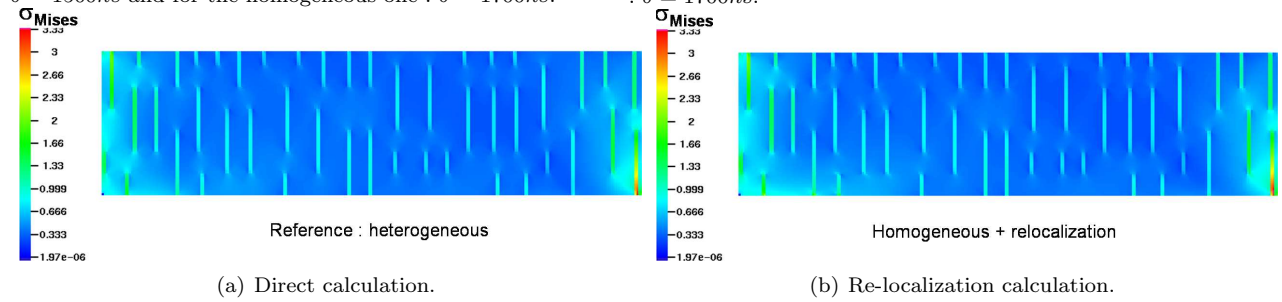 σMises
3.33
3
2.66
2.33
2
1.66
1.33
0.999
0.666
0.333
1.97e-06
Reference : heterogeneous
(a) Direct calculation.
σMises
3.33
3
2.66
2.33
2
1.66
1.33
0.999
0.666
0.333
1.97e-06
Homogeneous + relocalization
(b) Re-localization calculation.